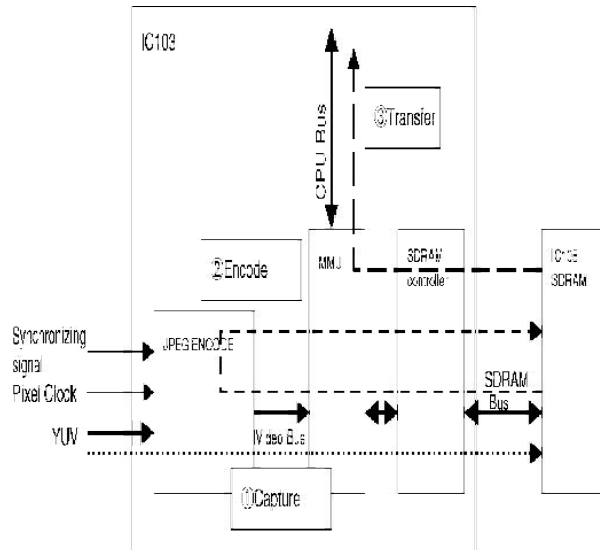 IC103
③Transfer
CPU Bus
②Encode
MMU
SDRAM
controller
SDRAM
JPEG ENCODE
Synchronizing
signal
Pixel Clock
YUV
SDRAM
Bus
Video Bus
①Capture